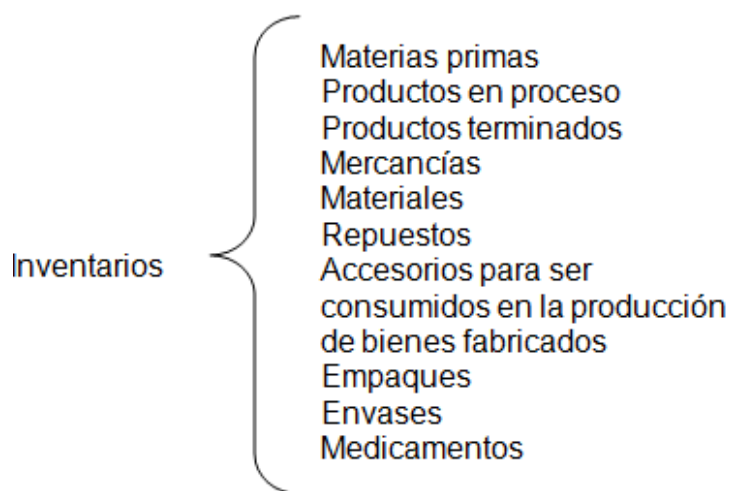 Inventarios
Materias primas
Productos en proceso
Productos terminados
Mercancías
Materiales
Repuestos
Accesorios para ser
consumidos en la producción
de bienes fabricados
Empaques
Envases
Medicamentos